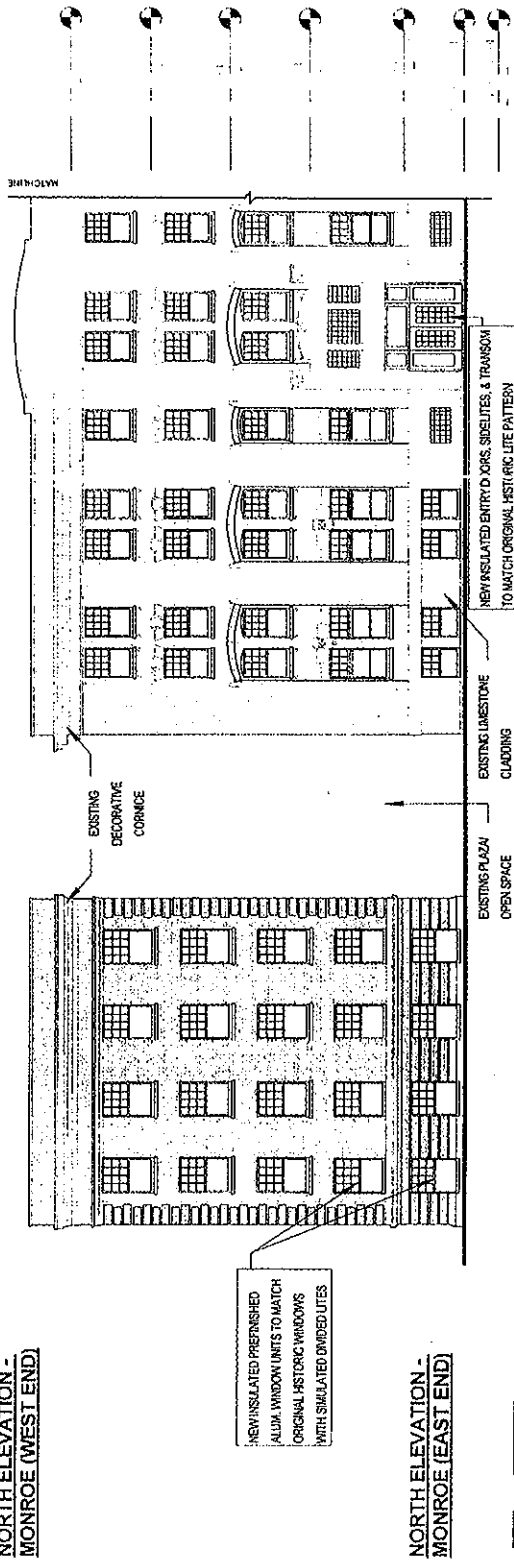 NORTH ELEVATION -
MONROE (WEST END)
MATCHLINE
EXISTING
DECORATIVE
CORNICE
NEW INSULATED PREFINISHED
ALUM. WINDOW UNITS TO MATCH
ORIGINAL HISTORIC WINDOWS
WITH SIMULATED DIVIDED LITES
EXISTING PLAZA/
OPEN SPACE
EXISTING LIMESTONE
CLADDING
NEW INSULATED ENTRY DOORS, SIDELITES, & TRANSOM
TO MATCH ORIGINAL HISTORIC LITE PATTERN
NORTH ELEVATION -
MONROE (EAST END)